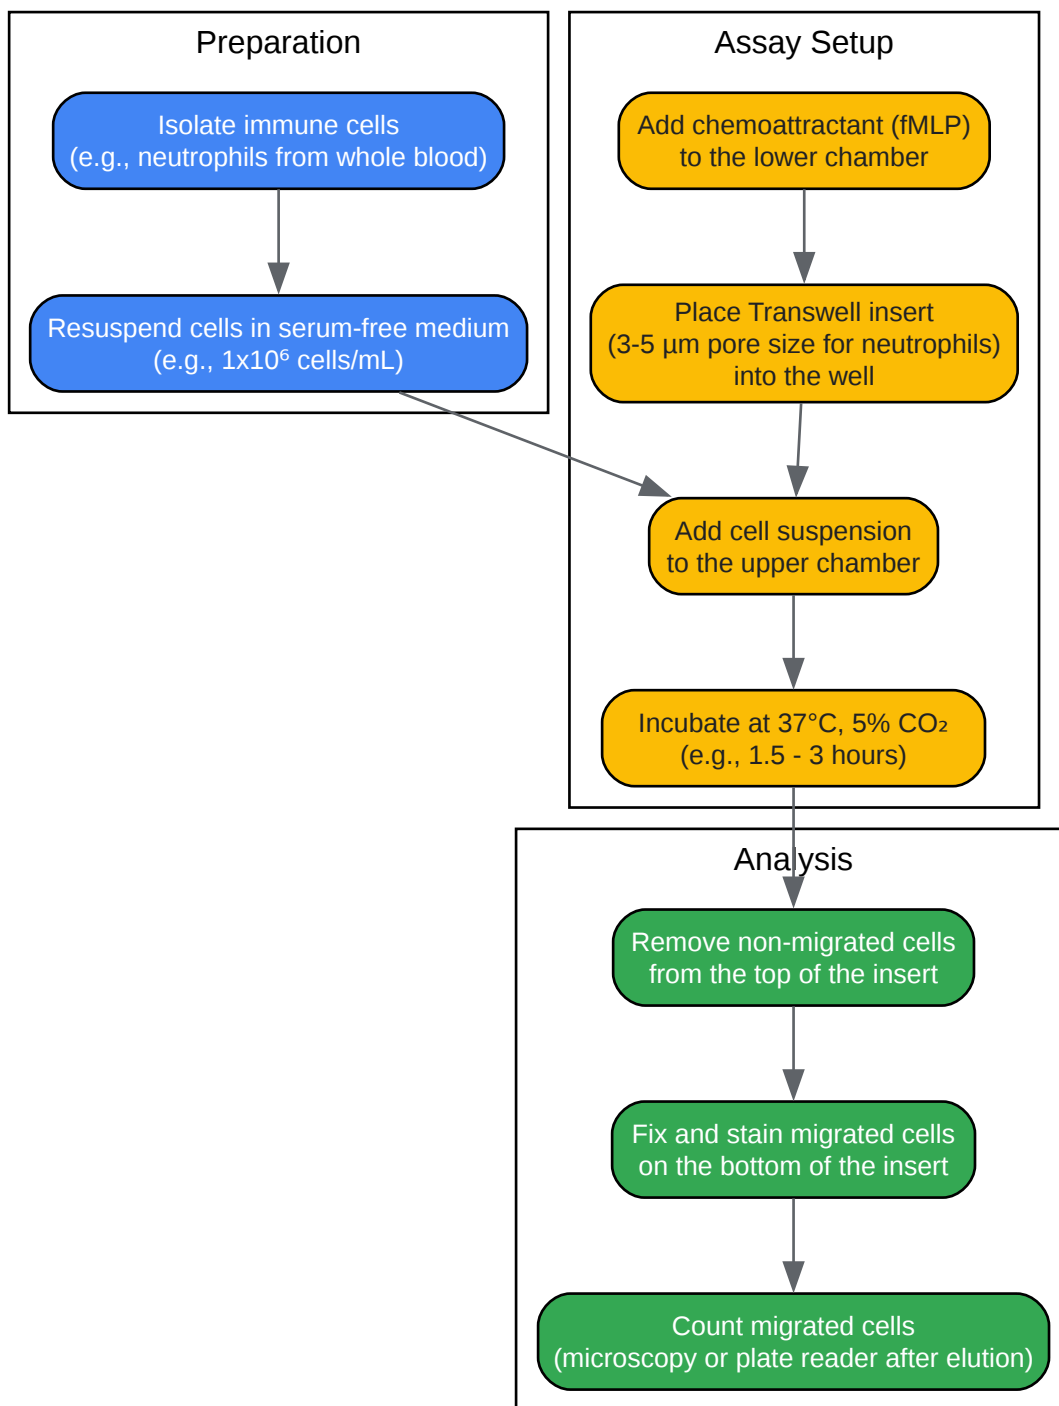 Preparation
Isolate immune cells
(e.g., neutrophils from whole blood)
Resuspend cells in serum-free medium
(e.g., 1x10⁶ cells/mL)
Assay Setup
Add chemoattractant (fMLP)
to the lower chamber
Place Transwell insert
(3-5 µm pore size for neutrophils)
into the well
Add cell suspension
to the upper chamber
Incubate at 37°C, 5% CO₂
(e.g., 1.5 - 3 hours)
Analysis
Remove non-migrated cells
from the top of the insert
Fix and stain migrated cells
on the bottom of the insert
Count migrated cells
(microscopy or plate reader after elution)